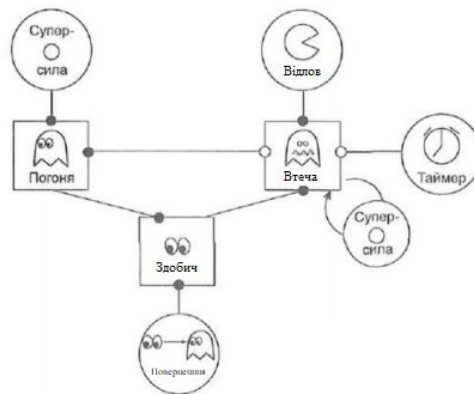 Супер-
сила
Відлов
Погоня
Втеча
Таймер
Супер-
сила
Здобич
Повернення